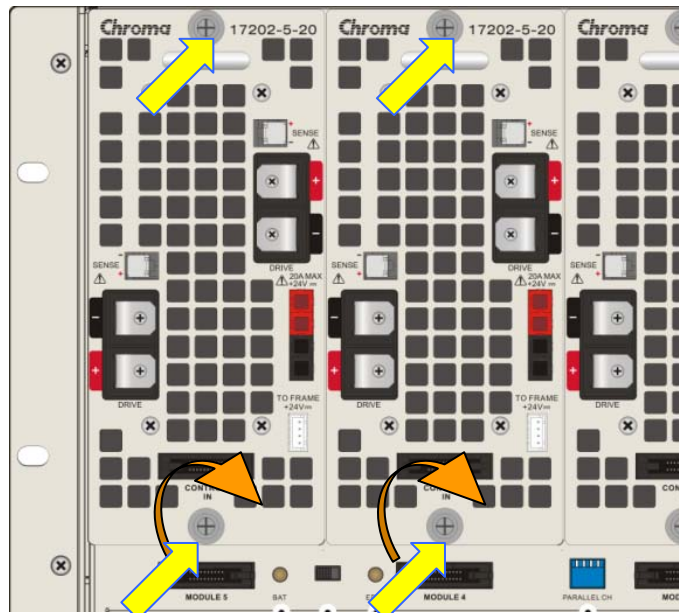 Chroma 17202-5-20
Chroma 17202-5-20
Chroma
+
-
SENSE
+
-
SENSE
+
+
-
-
DRIVE
DRIVE
-
+
SENSE
-
+
SENSE
-
+
SENSE
20A MAX
+24V
20A MAX
+24V
-
+
-
+
-
+
DRIVE
DRIVE
DRIVE
TO FRAME
+24V
TO FRAME
+24V
IN
IN
MODULE 5
BAT
MODULE 4
PARALLEL CH